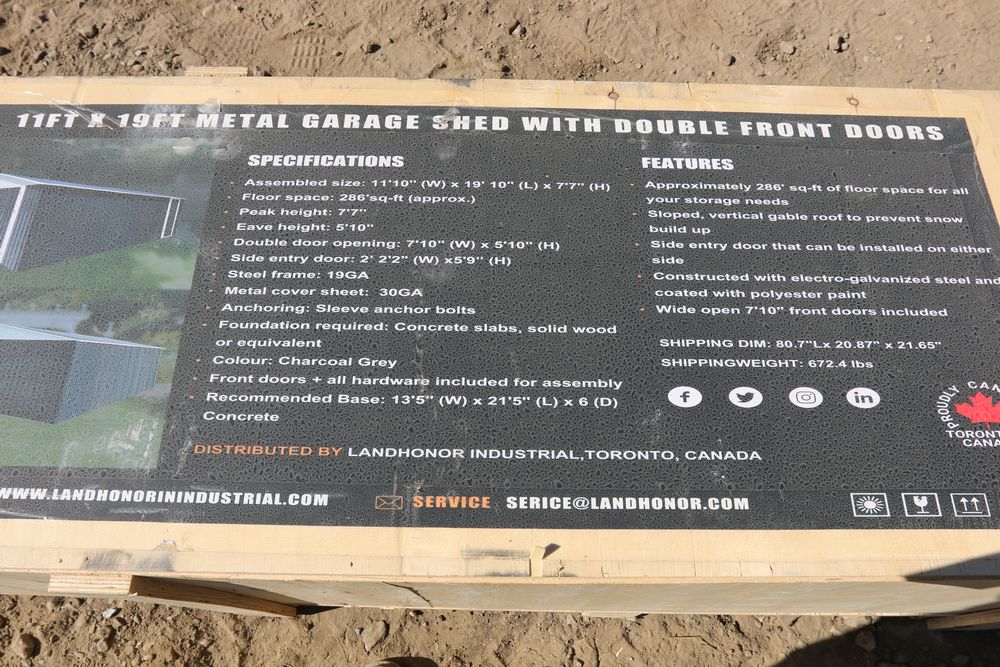 11FT X 19FT METAL GARAGE SHED WITH DOUBLE FRONT DOORS
SPECIFICATIONS
Assembled size: 11'10" (W) x 19' 10" (L) x 7'7" (H)
Floor space: 286'sq-ft (approx.)
Peak height: 7'7"
Eave height: 5'10"
Double door opening: 7'10" (W) x 5'10" (H)
Side entry door: 2' 2'2" (W) x5'9" (H)
Steel frame: 19GA
Metal cover sheet: 30GA
Anchoring: Sleeve anchor bolts
Foundation required: Concrete slabs, solid wood
or equivalent
Colour: Charcoal Grey
Front doors + all hardware included for assembly
Recommended Base: 13'5" (W) x 21'5" (L) x 6 (D)
Concrete
FEATURES
Approximately 286' sq-ft of floor space for all
your storage needs
Sloped, vertical gable roof to prevent snow
build up
Side entry door that can be installed on either
side
Constructed with electro-galvanized steel and
coated with polyester paint
Wide open 7'10" front doors included
SHIPPING DIM: 80.7"Lx 20.87" x 21.65"
SHIPPINGWEIGHT: 672.4 lbs
f
in
PROUDLY CAN
TORONT
CANA
DISTRIBUTED BY LANDHONOR INDUSTRIAL,TORONTO, CANADA
WWW.LANDHONORININDUSTRIAL.COM
SERVICE SERICE@LANDHONOR.COM